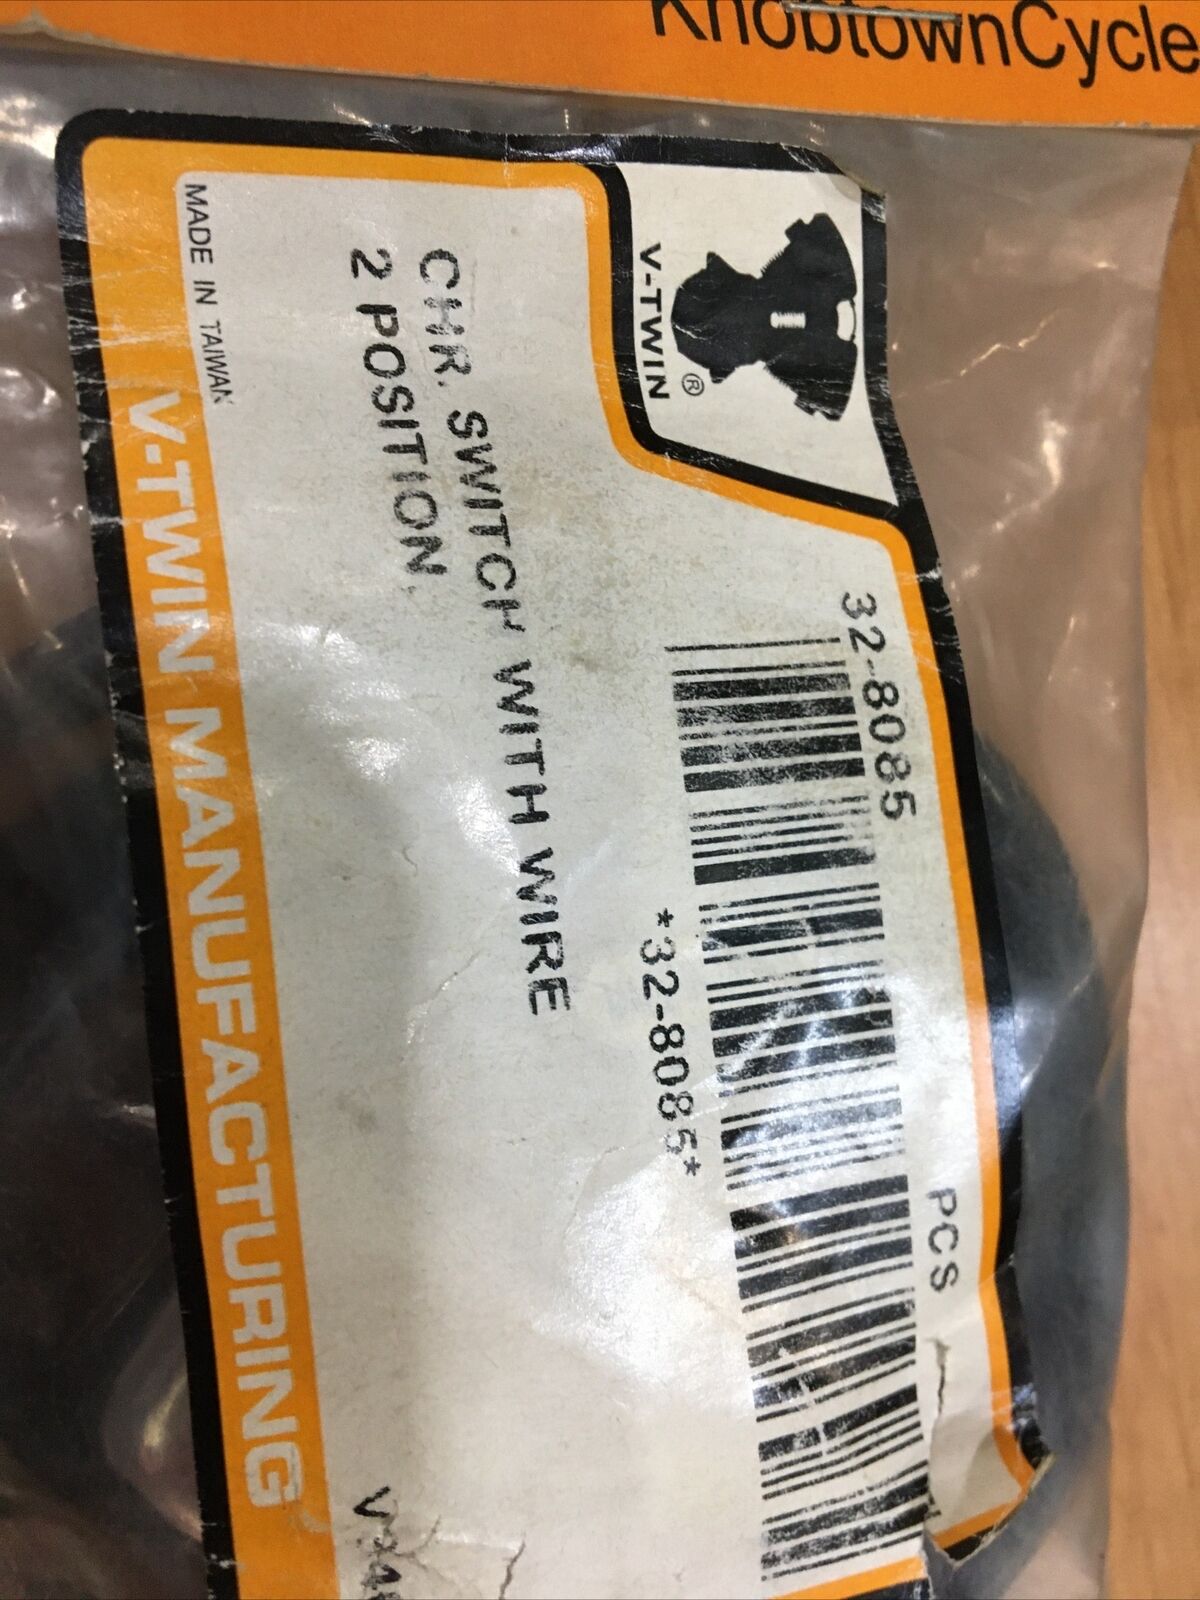 KnobtownCycle
V-TWIN
®
32-8085
PCS
*32-8085*
CHR. SWITCH WITH WIRE
2 POSITION
MADE IN TAIWAN
V-TWIN MANUFACTURING